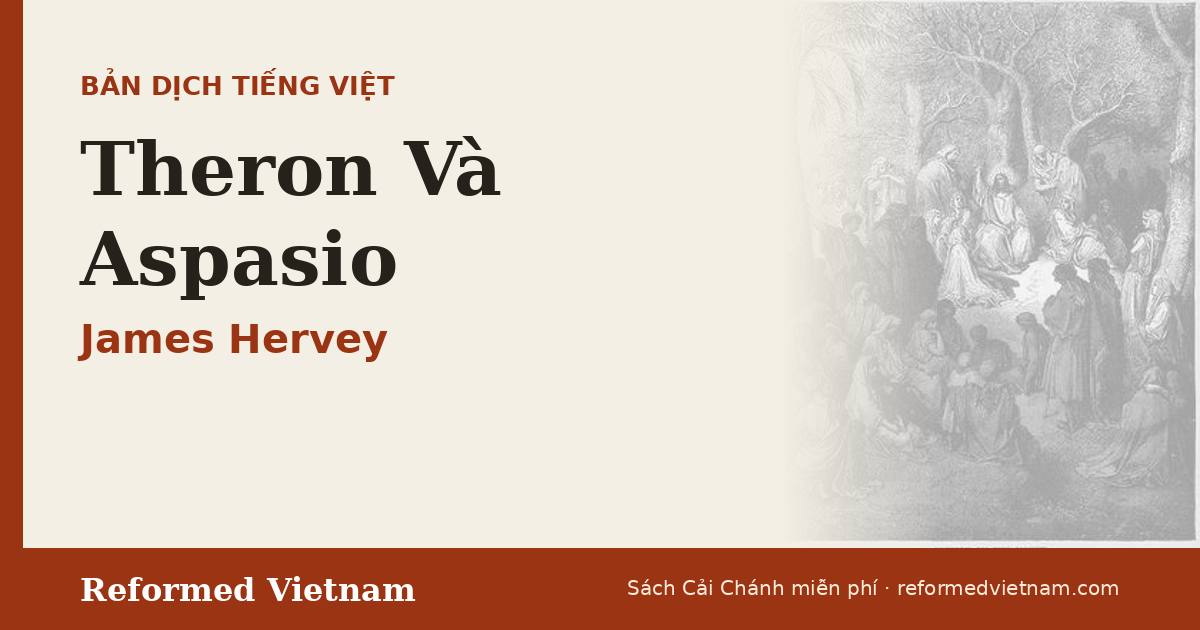 BẢN DỊCH TIẾNG VIỆT
Theron Và
Aspasio
James Hervey
Reformed Vietnam
Sách Cải Chánh miễn phí · reformedvietnam.com